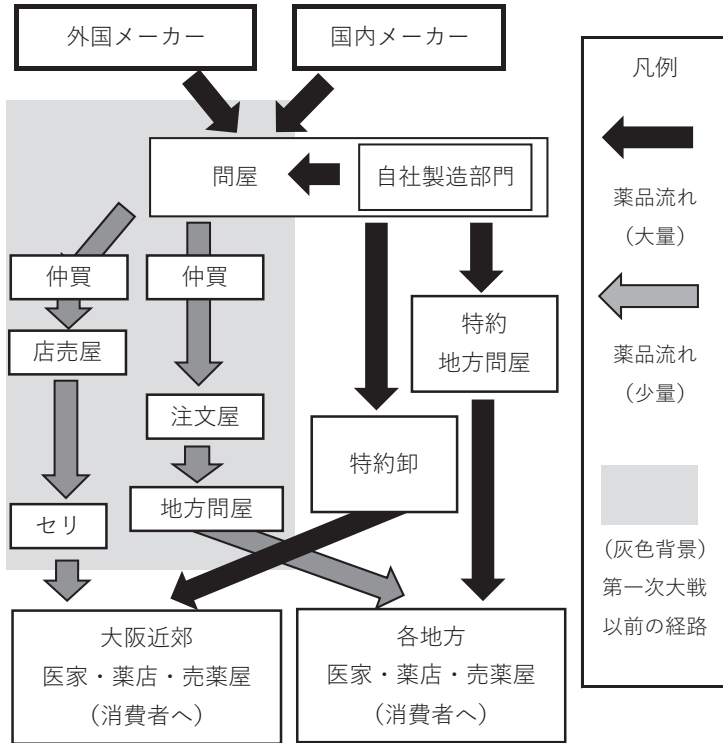 外国メーカー
国内メーカー
問屋
自社製造部門
仲買
仲買
店売屋
特約
地方問屋
注文屋
特約卸
セリ
地方問屋
大阪近郊
医家・薬店・売薬屋
（消費者へ）
各地方
医家・薬店・売薬屋
（消費者へ）
凡例
薬品流れ
（大量）
薬品流れ
（少量）
（灰色背景）
第一次大戦
以前の経路